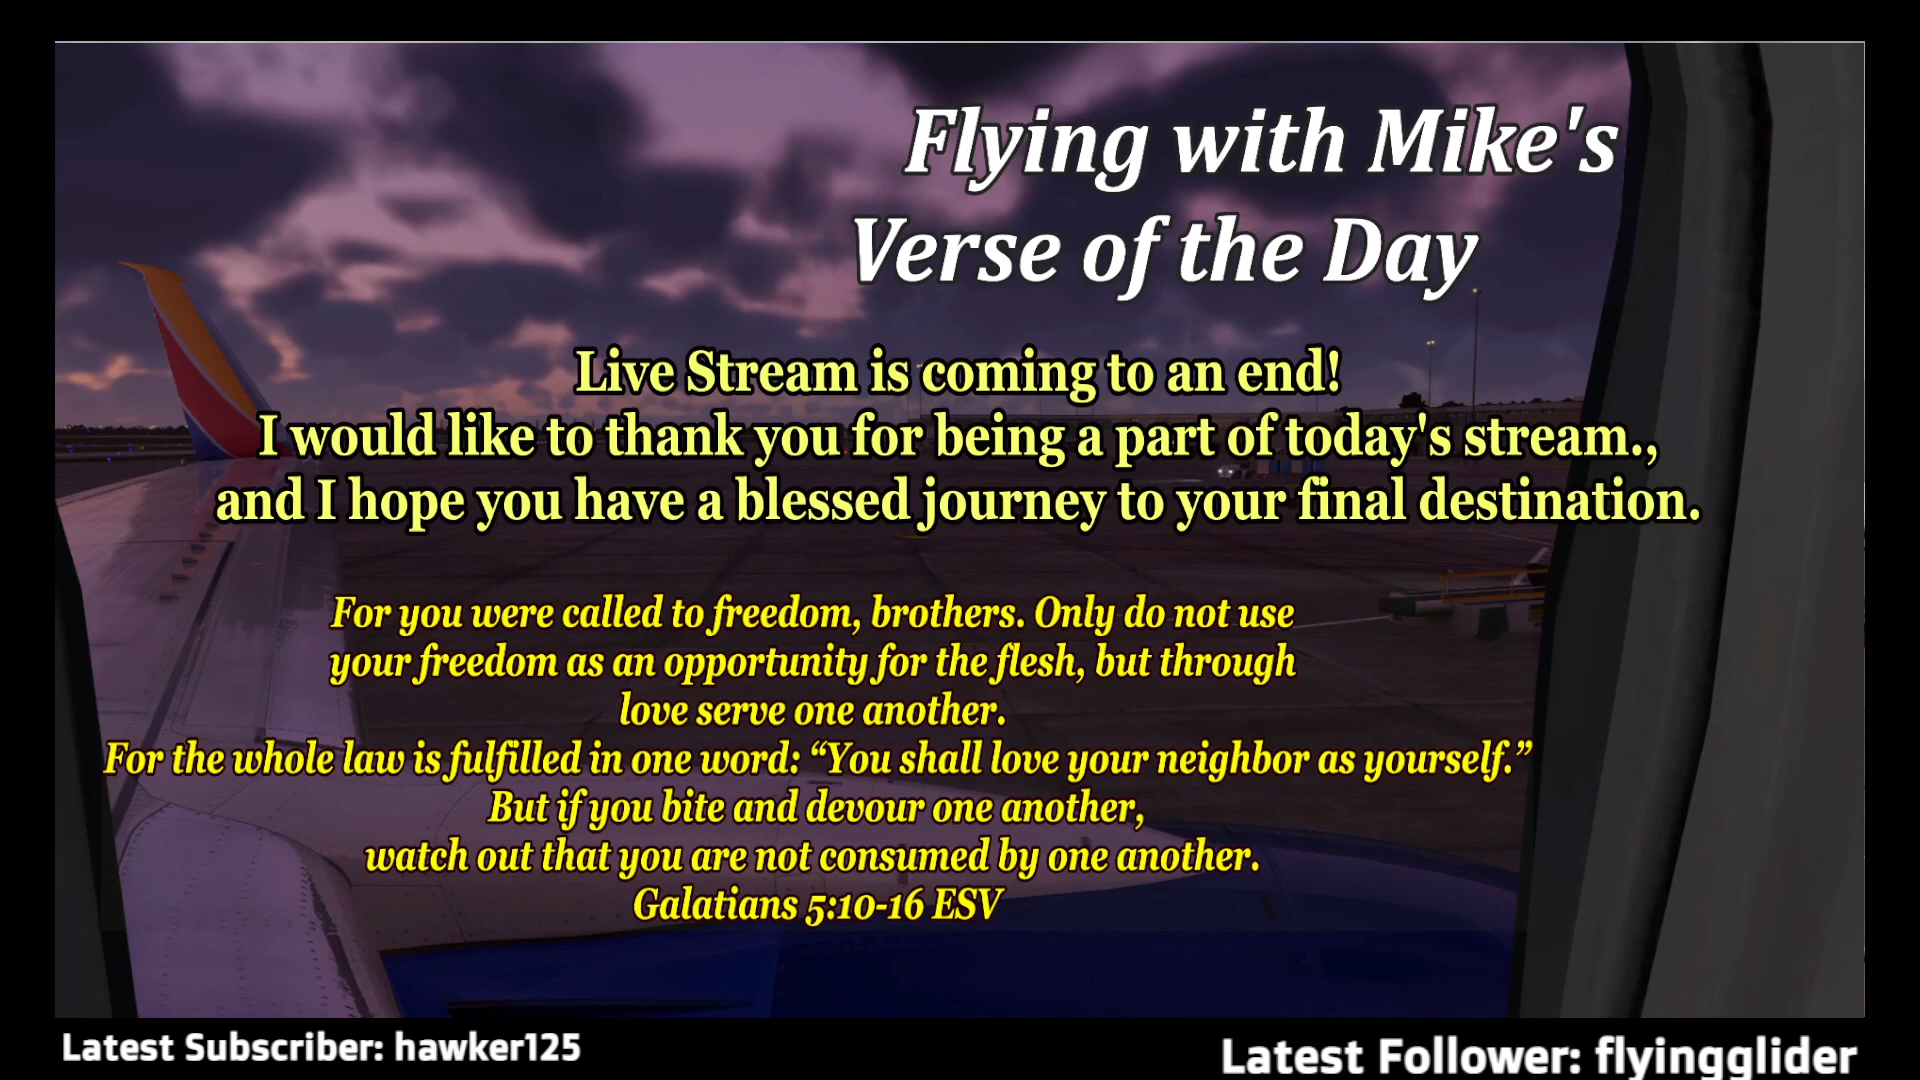 Flying with Mike's
Verse of the Day
Live Stream is coming to an end!
I would like to thank you for being a part of today's stream.,
and I hope you have a blessed journey to your final destination.
For you were called to freedom, brothers. Only do not use
your freedom as an opportunity for the flesh, but through
love serve one another.
For the whole law is fulfilled in one word: “You shall love your neighbor as yourself.”
But if you bite and devour one another,
watch out that you are not consumed by one another.
Galatians 5:10-16 ESV
Latest Subscriber: hawker125
Latest Follower: flyingglider